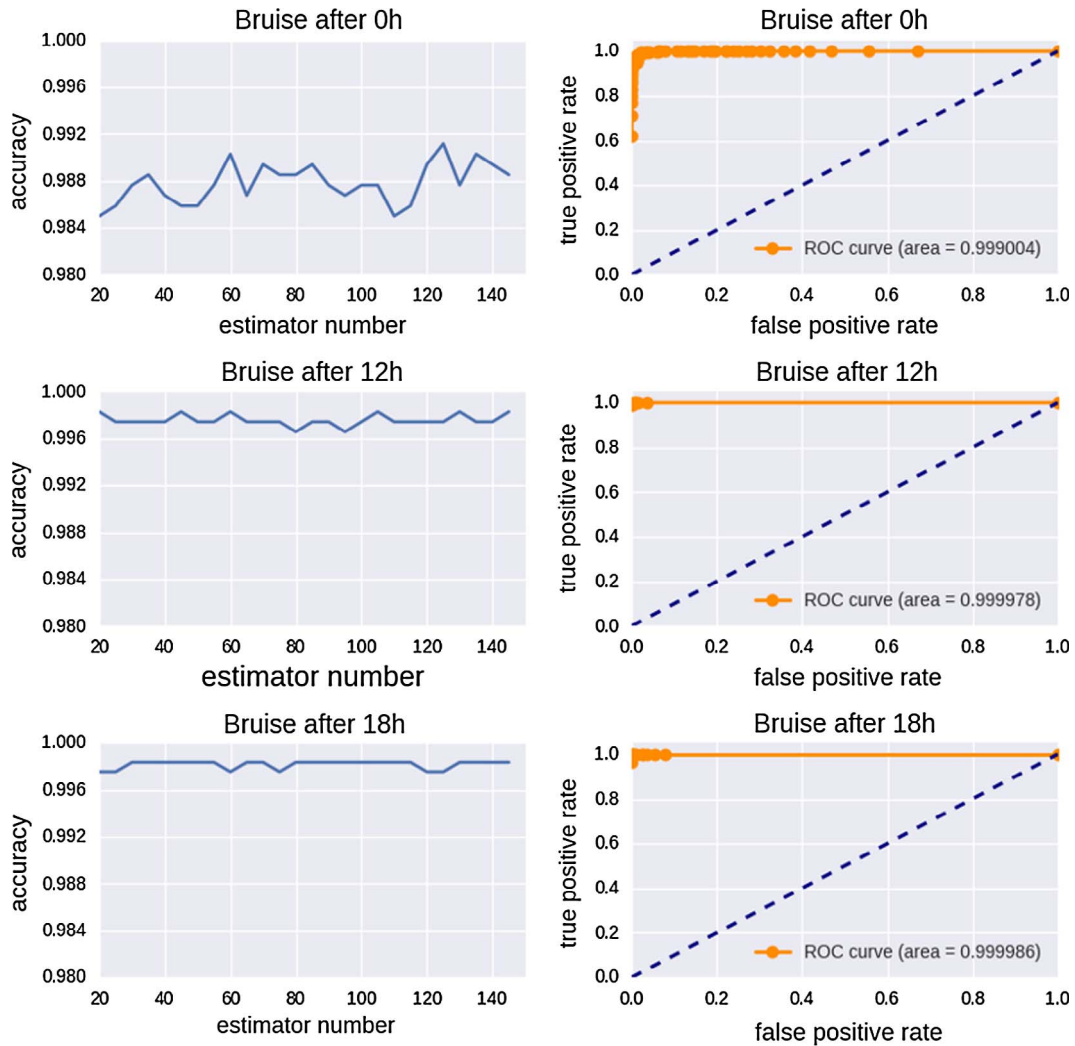 Bruise after 0h
accuracy
1.000
0.996
0.992
0.988
0.984
0.980
20 40 60 80 100 120 140
estimator number
Bruise after 0h
true positive rate
1.0
0.8
0.6
0.4
0.2
0.0
ROC curve (area = 0.999004)
0.0 0.2 0.4 0.6 0.8 1.0
false positive rate
Bruise after 12h
accuracy
1.000
0.996
0.992
0.988
0.984
0.980
20 40 60 80 100 120 140
estimator number
Bruise after 12h
true positive rate
1.0
0.8
0.6
0.4
0.2
0.0
ROC curve (area = 0.999978)
0.0 0.2 0.4 0.6 0.8 1.0
false positive rate
Bruise after 18h
accuracy
1.000
0.996
0.992
0.988
0.984
0.980
20 40 60 80 100 120 140
estimator number
Bruise after 18h
true positive rate
1.0
0.8
0.6
0.4
0.2
0.0
ROC curve (area = 0.999986)
0.0 0.2 0.4 0.6 0.8 1.0
false positive rate